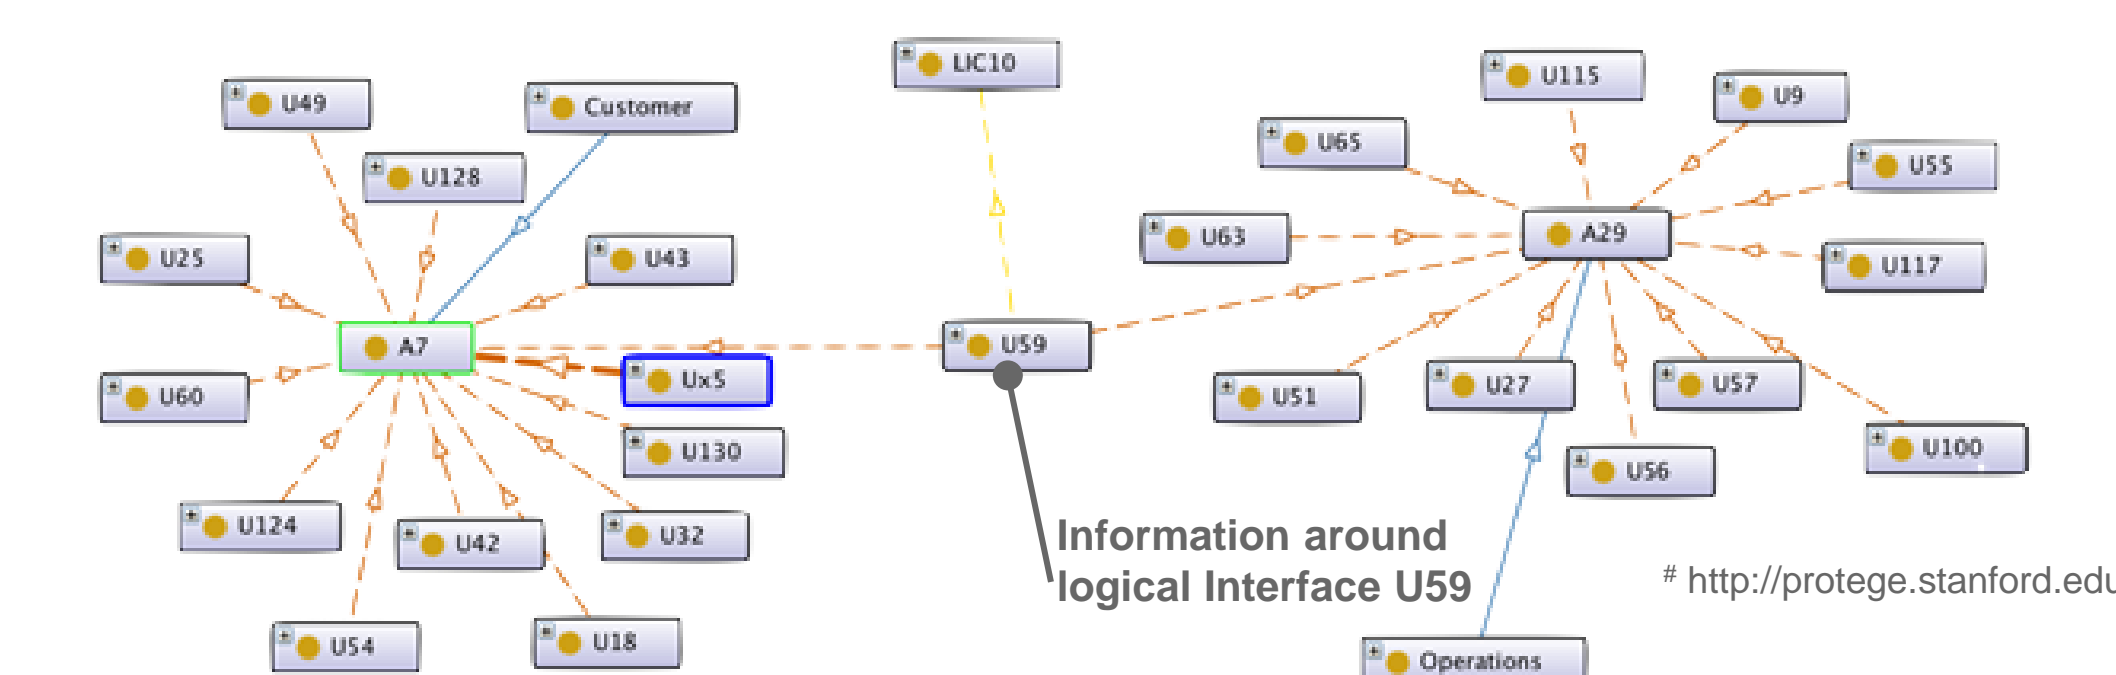 LIC10
U115
U9
U49
Customer
U65
U128
U55
U63
A29
U25
U43
U117
A7
U59
Ux5
U60
U51
U27
U57
U130
U100
U56
U124
U42
U32
Information around
logical Interface U59
# http://protege.stanford.edu
U54
U18
Operations